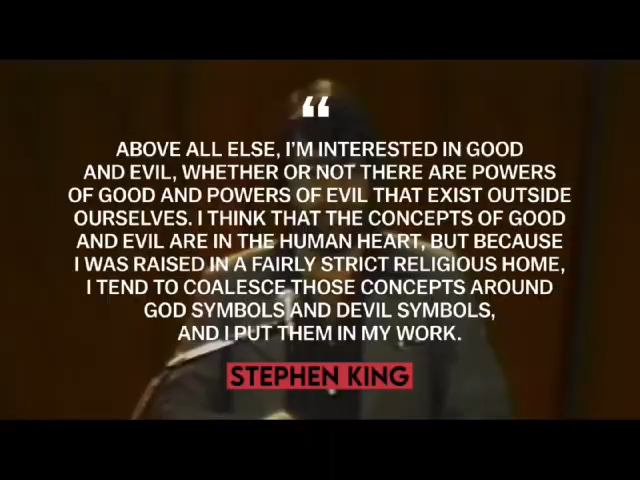 “
ABOVE ALL ELSE, I'M INTERESTED IN GOOD
AND EVIL, WHETHER OR NOT THERE ARE POWERS
OF GOOD AND POWERS OF EVIL THAT EXIST OUTSIDE
OURSELVES. I THINK THAT THE CONCEPTS OF GOOD
AND EVIL ARE IN THE HUMAN HEART, BUT BECAUSE
I WAS RAISED IN A FAIRLY STRICT RELIGIOUS HOME,
I TEND TO COALESCE THOSE CONCEPTS AROUND
GOD SYMBOLS AND DEVIL SYMBOLS,
AND I PUT THEM IN MY WORK.
STEPHEN KING